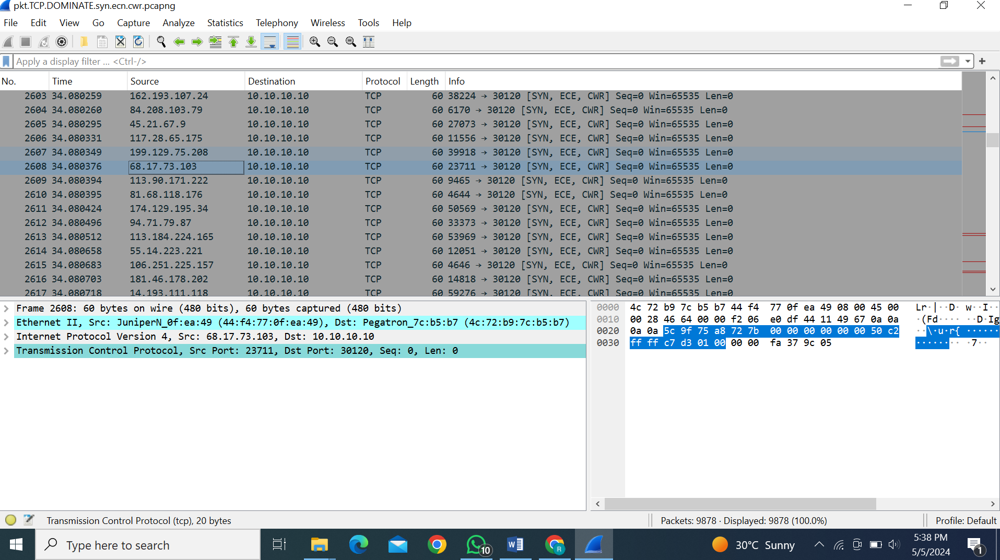 pkt.TCP.DOMINATE.syn.ecn.cwr.pcapng
File Edit View Go Capture Analyze Statistics Telephony Wireless Tools Help
Apply a display filter ... <Ctrl-/>
No. Time Source Destination Protocol Length Info
2603 34.080259 162.193.107.24 10.10.10.10 TCP 60 38224 → 30120 [SYN, ECE, CWR] Seq=0 Win=65535 Len=0
2604 34.080260 84.208.103.79 10.10.10.10 TCP 60 6170 → 30120 [SYN, ECE, CWR] Seq=0 Win=65535 Len=0
2605 34.080295 45.21.67.9 10.10.10.10 TCP 60 27073 → 30120 [SYN, ECE, CWR] Seq=0 Win=65535 Len=0
2606 34.080331 117.28.65.175 10.10.10.10 TCP 60 11556 → 30120 [SYN, ECE, CWR] Seq=0 Win=65535 Len=0
2607 34.080349 199.129.75.208 10.10.10.10 TCP 60 39918 → 30120 [SYN, ECE, CWR] Seq=0 Win=65535 Len=0
2608 34.080376 68.17.73.103 10.10.10.10 TCP 60 23711 → 30120 [SYN, ECE, CWR] Seq=0 Win=65535 Len=0
2609 34.080394 113.90.171.222 10.10.10.10 TCP 60 9465 → 30120 [SYN, ECE, CWR] Seq=0 Win=65535 Len=0
2610 34.080395 81.68.118.176 10.10.10.10 TCP 60 4644 → 30120 [SYN, ECE, CWR] Seq=0 Win=65535 Len=0
2611 34.080424 174.129.195.34 10.10.10.10 TCP 60 50569 → 30120 [SYN, ECE, CWR] Seq=0 Win=65535 Len=0
2612 34.080496 94.71.79.87 10.10.10.10 TCP 60 33373 → 30120 [SYN, ECE, CWR] Seq=0 Win=65535 Len=0
2613 34.080512 113.184.224.165 10.10.10.10 TCP 60 53969 → 30120 [SYN, ECE, CWR] Seq=0 Win=65535 Len=0
2614 34.080658 55.14.223.221 10.10.10.10 TCP 60 12051 → 30120 [SYN, ECE, CWR] Seq=0 Win=65535 Len=0
2615 34.080683 106.251.225.157 10.10.10.10 TCP 60 4646 → 30120 [SYN, ECE, CWR] Seq=0 Win=65535 Len=0
2616 34.080703 181.46.178.202 10.10.10.10 TCP 60 14818 → 30120 [SYN, ECE, CWR] Seq=0 Win=65535 Len=0
2617 34.080718 14.193.111.118 10.10.10.10 TCP 60 59276 → 30120 [SYN, ECE, CWR] Seq=0 Win=65535 Len=0
Frame 2608: 60 bytes on wire (480 bits), 60 bytes captured (480 bits)
Ethernet II, Src: JuniperN_0f:ea:49 (44:f4:77:0f:ea:49), Dst: Pegatron_7c:b5:b7 (4c:72:b9:7c:b5:b7)
Internet Protocol Version 4, Src: 68.17.73.103, Dst: 10.10.10.10
Transmission Control Protocol, Src Port: 23711, Dst Port: 30120, Seq: 0, Len: 0
0000 4c 72 b9 7c b5 b7 44 f4 77 0f ea 49 08 00 45 00 Lr·|··D· w··I··
0010 00 28 46 64 00 00 f2 06 e0 df 44 11 49 67 0a 0a ·(Fd···· ··D·Ig
0020 0a 0a 5c 9f 75 a8 72 7b 00 00 00 00 00 00 50 c2 ··\·u·r{ ······
0030 ff ff c7 d3 01 00 00 00 fa 37 9c 05 ········ ·7··
Transmission Control Protocol (tcp), 20 bytes
Packets: 9878 · Displayed: 9878 (100.0%)
Profile: Default
Type here to search
10
W
R
30°C Sunny
5:38 PM
5/5/2024
1